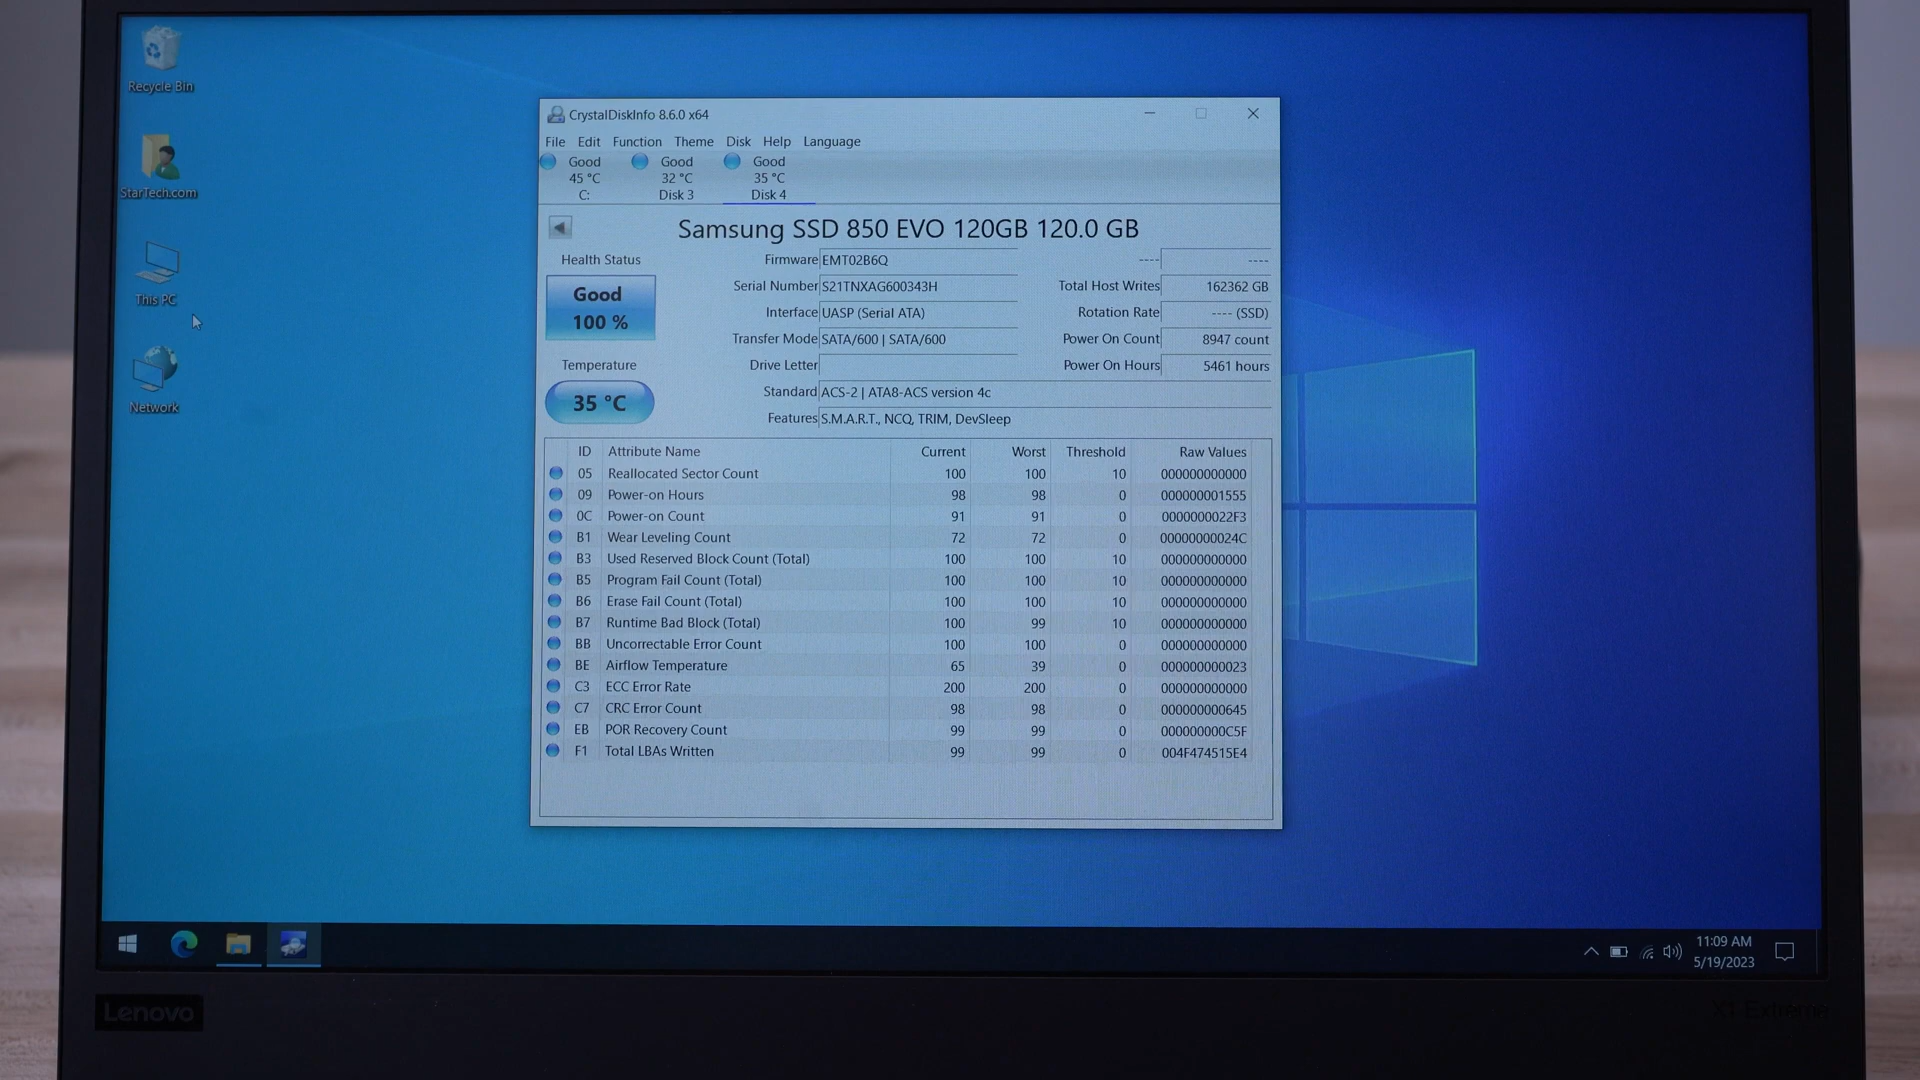 Recycle Bin
StarTech.com
This PC
Network
CrystalDiskInfo 8.6.0 x64
File Edit Function Theme Disk Help Language
Good Good Good
45 °C 32 °C 35 °C
C: Disk 3 Disk 4
Samsung SSD 850 EVO 120GB 120.0 GB
Health Status
Good
100 %
Temperature
35 °C
Firmware EMT02B6Q ---- ----
Serial Number S21TNXAG600343H Total Host Writes 162362 GB
Interface UASP (Serial ATA) Rotation Rate ---- (SSD)
Transfer Mode SATA/600 | SATA/600 Power On Count 8947 count
Drive Letter Power On Hours 5461 hours
Standard ACS-2 | ATA8-ACS version 4c
Features S.M.A.R.T., NCQ, TRIM, DevSleep
ID Attribute Name Current Worst Threshold Raw Values
05 Reallocated Sector Count 100 100 10 000000000000
09 Power-on Hours 98 98 0 000000001555
0C Power-on Count 91 91 0 0000000022F3
B1 Wear Leveling Count 72 72 0 00000000024C
B3 Used Reserved Block Count (Total) 100 100 10 000000000000
B5 Program Fail Count (Total) 100 100 10 000000000000
B6 Erase Fail Count (Total) 100 100 10 000000000000
B7 Runtime Bad Block (Total) 100 99 10 000000000000
BB Uncorrectable Error Count 100 100 0 000000000000
BE Airflow Temperature 65 39 0 000000000023
C3 ECC Error Rate 200 200 0 000000000000
C7 CRC Error Count 98 98 0 000000000645
EB POR Recovery Count 99 99 0 000000000C5F
F1 Total LBAs Written 99 99 0 004F474515E4
11:09 AM
5/19/2023
Lenovo
X1 Extreme